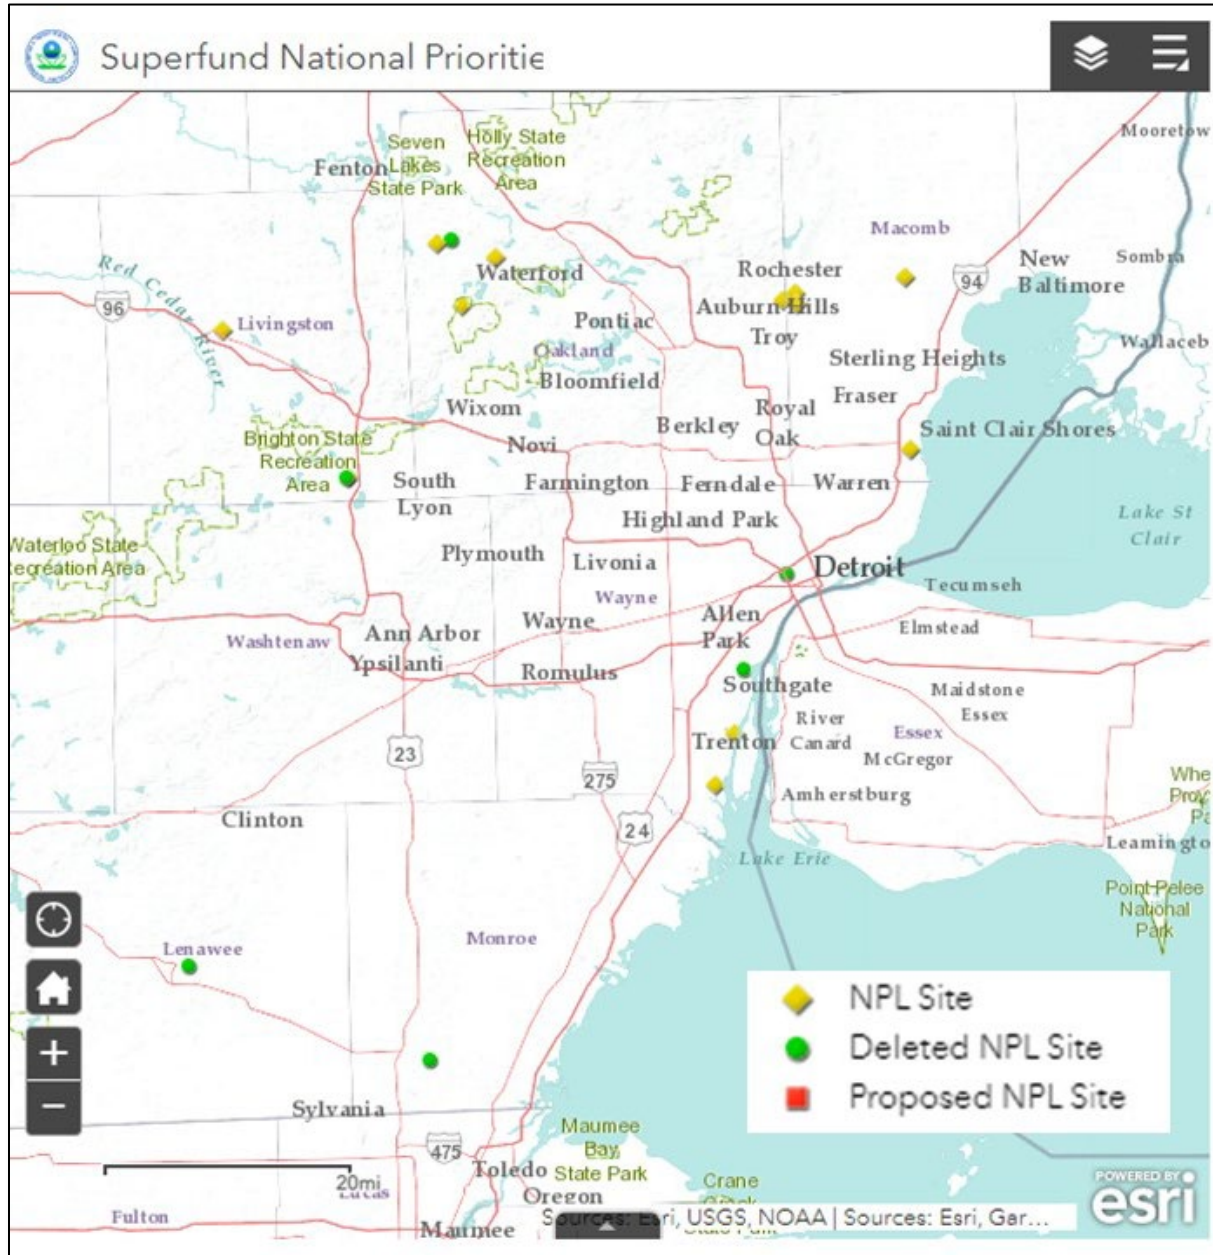 Superfund National Prioritie
Mooretow
Seven
Lakes
State Park
Holly State
Recreation
Area
Fenton
Macomb
Red Cedar River
Waterford
Rochester
New
Baltimore
Sombra
96
94
Livingston
Auburn Hills
Pontiac
Troy
Oakland
Sterling Heights
Wallaceb
Bloomfield
Fraser
Wixom
Royal
Oak
Berkley
Saint Clair Shores
Brighton State
Recreation
Area
Novi
South
Lyon
Farmington
Ferndale
Warren
Highland Park
Lake St
Clair
Waterloo State
ecreation Area
Plymouth
Livonia
Detroit
Tecumseh
Wayne
Allen
Park
Wayne
Elmstead
Washtenaw
Ann Arbor
Ypsilanti
Romulus
Southgate
Maidstone
Essex
River
Canard
Essex
Trenton
McGregor
23
275
Whe
Prov
Pa
Amherstburg
Clinton
24
Leamingto
Lake Erie
Point Pelee
National
Park
Monroe
Lenawee
NPL Site
Deleted NPL Site
Proposed NPL Site
+
−
Sylvania
Maumee
Bay
State Park
475
Toledo
20mi
Lucas
Oregon
Crane
Fulton
Maumee
Sources: Esri, USGS, NOAA | Sources: Esri, Gar...
POWERED BY
esri